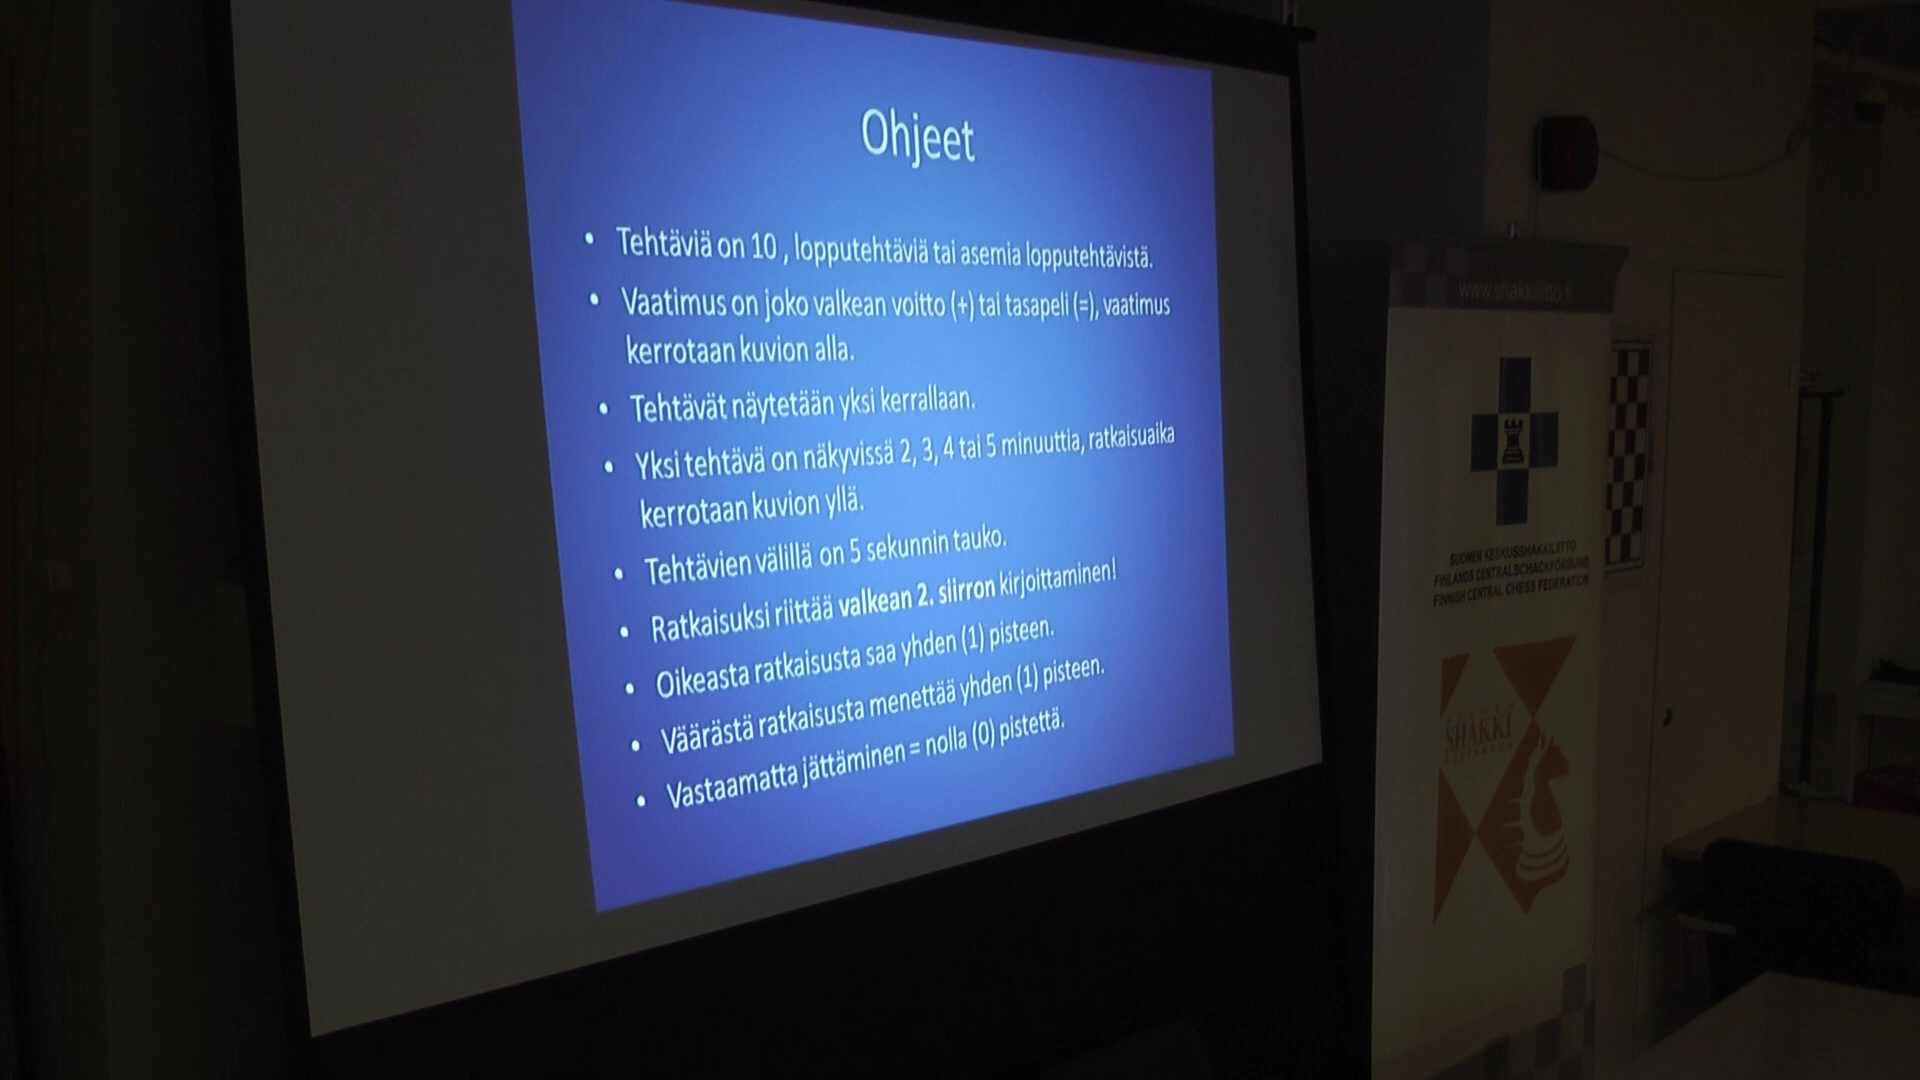 Ohjeet
• Tehtäviä on 10 , lopputehtäviä tai asemia lopputehtävistä.
• Vaatimus on joko valkean voitto (+) tai tasapeli (=), vaatimus
kerrotaan kuvion alla.
• Tehtävät näytetään yksi kerrallaan.
• Yksi tehtävä on näkyvissä 2, 3, 4 tai 5 minuuttia, ratkaisuaika
kerrotaan kuvion yllä.
• Tehtävien välillä on 5 sekunnin tauko.
• Ratkaisuksi riittää valkean 2. siirron kirjoittaminen!
• Oikeasta ratkaisusta saa yhden (1) pisteen.
• Väärästä ratkaisusta menettää yhden (1) pisteen.
• Vastaamatta jättäminen = nolla (0) pistettä.
www.shakkiliitto.fi
SUOMEN KESKUSSHAKKILIITTO
FINLANDS CENTRALSCHACKFÖRBUND
FINNISH CENTRAL CHESS FEDERATION
SHAKKI